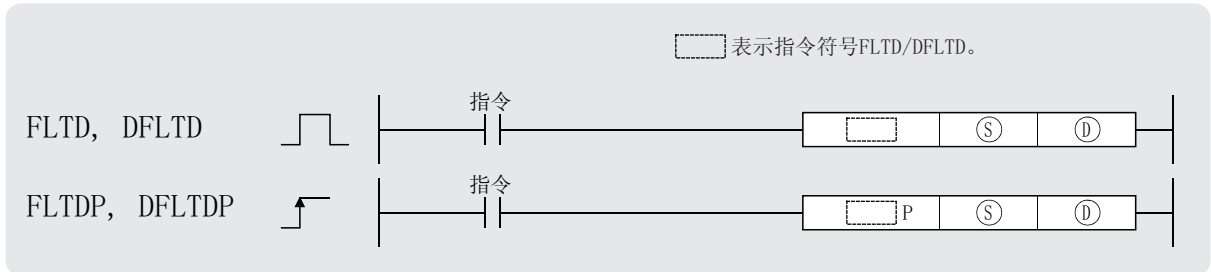 表示指令符号FLTD/DFLTD。
指令
FLTD, DFLTD
Ⓢ Ⓓ
指令
FLTDP, DFLTDP
P Ⓢ Ⓓ